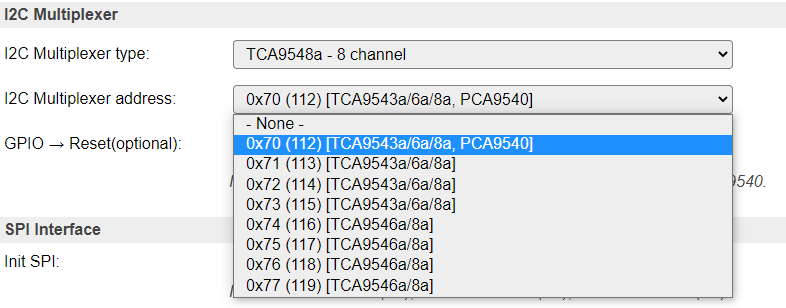 I2C Multiplexer
I2C Multiplexer type: TCA9548a - 8 channel
I2C Multiplexer address: 0x70 (112) [TCA9543a/6a/8a, PCA9540]
- None -
GPIO → Reset(optional): 0x70 (112) [TCA9543a/6a/8a, PCA9540]
0x71 (113) [TCA9543a/6a/8a]
0x72 (114) [TCA9543a/6a/8a]
540.
0x73 (115) [TCA9543a/6a/8a]
SPI Interface
0x74 (116) [TCA9546a/8a]
0x75 (117) [TCA9546a/8a]
Init SPI:
0x76 (118) [TCA9546a/8a]
0x77 (119) [TCA9546a/8a]